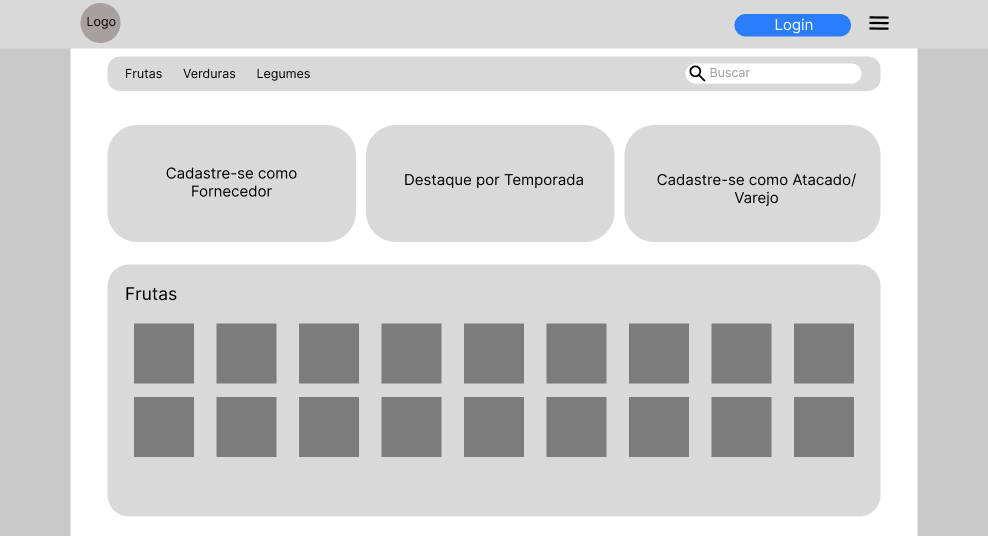 Logo
Login
Frutas
Verduras
Legumes
Buscar
Cadastre-se como
Fornecedor
Destaque por Temporada
Cadastre-se como Atacado/
Varejo
Frutas